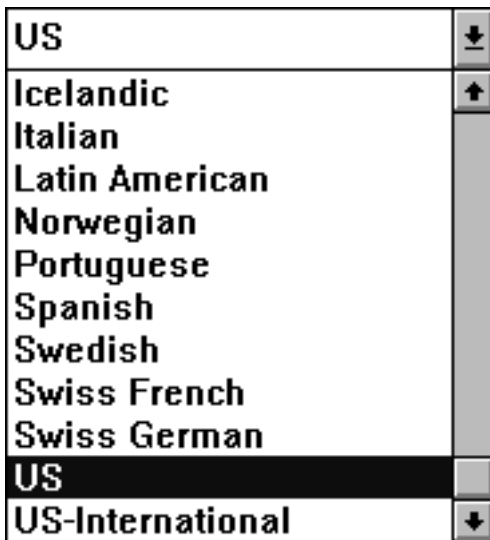 US
Icelandic
Italian
Latin American
Norwegian
Portuguese
Spanish
Swedish
Swiss French
Swiss German
US
US-International